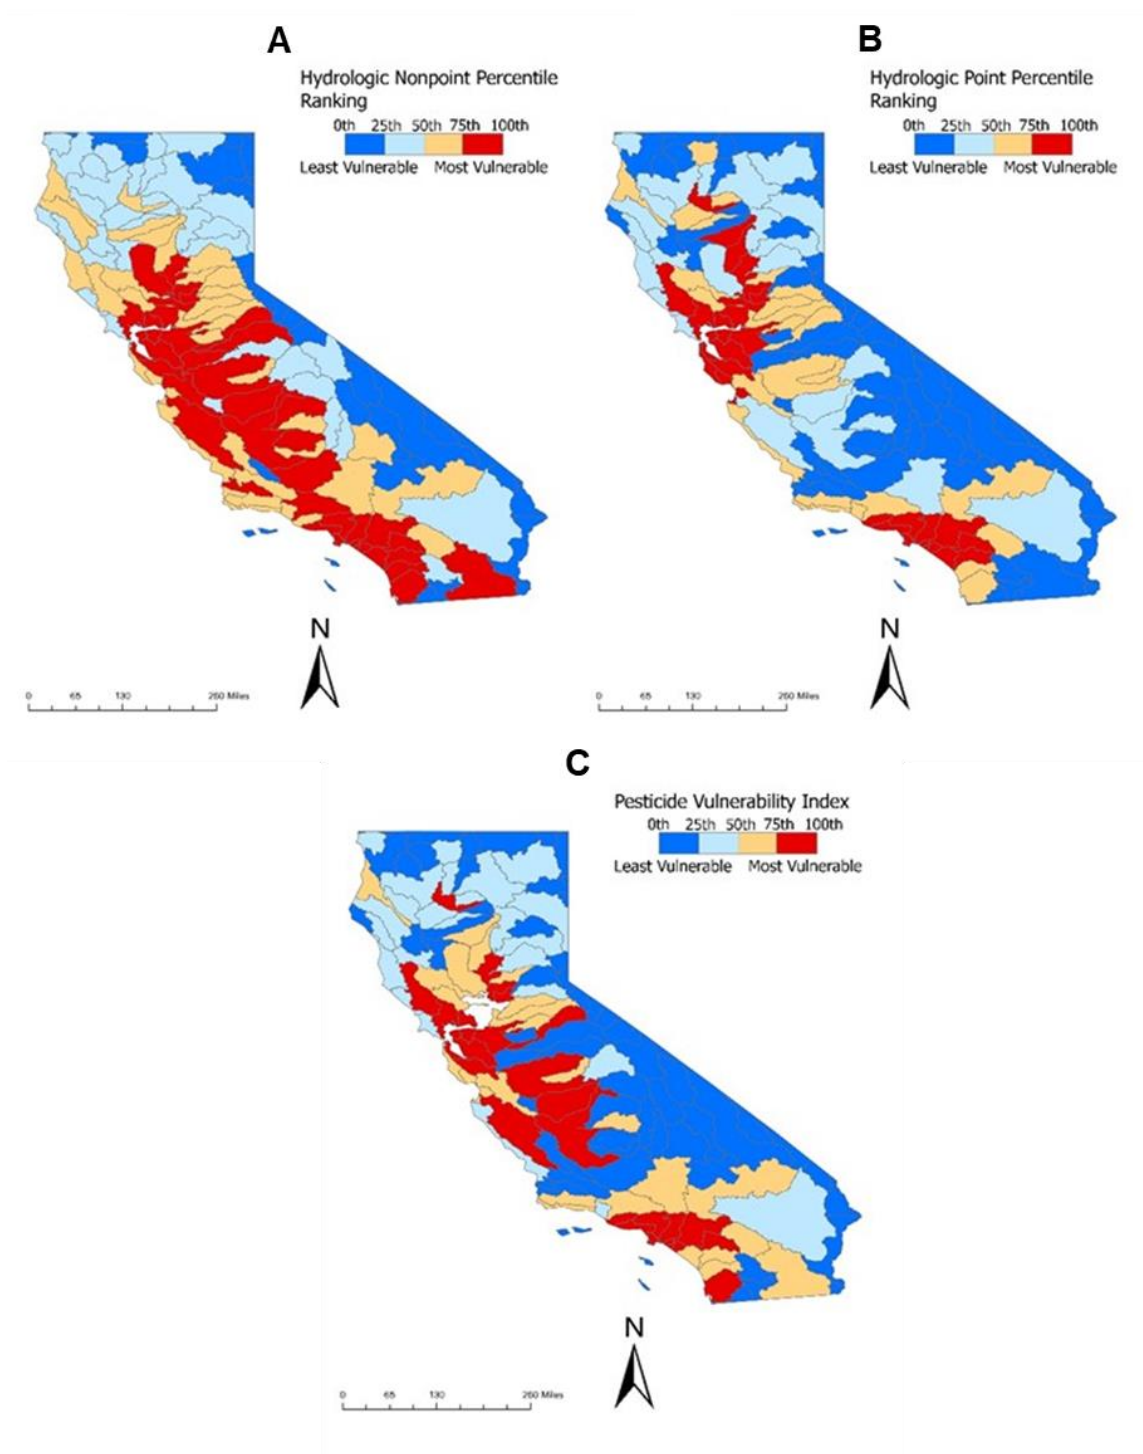 A
Hydrologic Nonpoint Percentile
Ranking
0th 25th 50th 75th 100th
Least Vulnerable Most Vulnerable
N
0 65 130 260 Miles
B
Hydrologic Point Percentile
Ranking
0th 25th 50th 75th 100th
Least Vulnerable Most Vulnerable
N
0 65 130 260 Miles
C
Pesticide Vulnerability Index
0th 25th 50th 75th 100th
Least Vulnerable Most Vulnerable
N
0 65 130 260 Miles